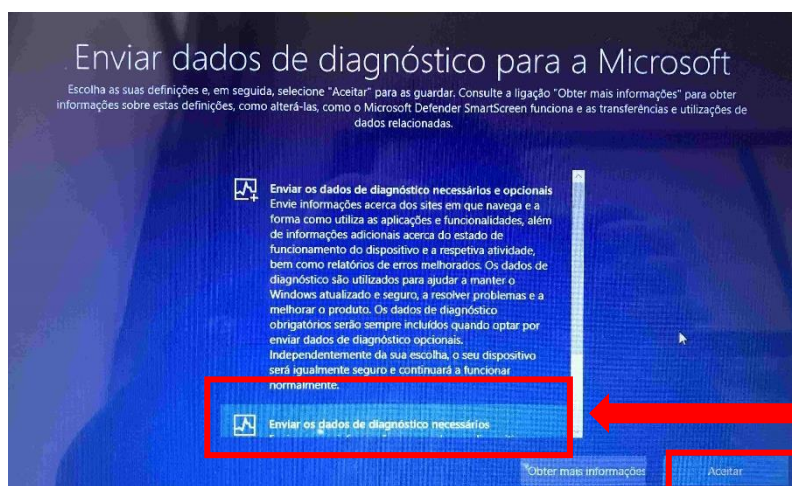 Enviar dados de diagnóstico para a Microsoft
Escolha as suas definições e, em seguida, selecione "Aceitar" para as guardar. Consulte a ligação "Obter mais informações" para obter
informações sobre estas definições, como alterá-las, como o Microsoft Defender SmartScreen funciona e as transferências e utilizações de
dados relacionadas.
Enviar os dados de diagnóstico necessários e opcionais
Envie informações acerca dos sites em que navega e a
forma como utiliza as aplicações e funcionalidades, além
de informações adicionais acerca do estado de
funcionamento do dispositivo e a respetiva atividade,
bem como relatórios de erros melhorados. Os dados de
diagnóstico são utilizados para ajudar a manter o
Windows atualizado e seguro, a resolver problemas e a
melhorar o produto. Os dados de diagnóstico
obrigatórios serão sempre incluídos quando optar por
enviar dados de diagnóstico opcionais.
Independentemente da sua escolha, o seu dispositivo
será igualmente seguro e continuará a funcionar
normalmente.
Enviar os dados de diagnóstico necessários
Obter mais informações
Aceitar